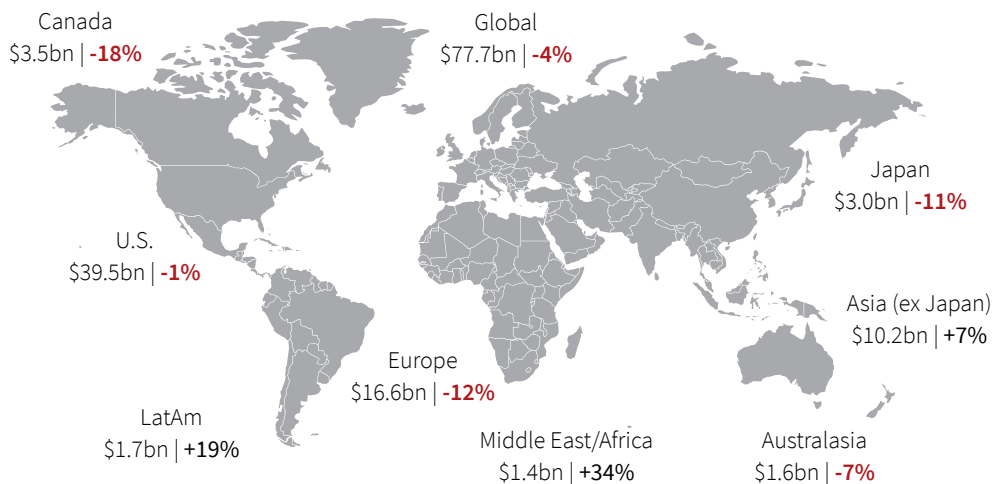 Canada
$3.5bn | -18%
Global
$77.7bn | -4%
Japan
$3.0bn | -11%
U.S.
$39.5bn | -1%
Asia (ex Japan)
$10.2bn | +7%
Europe
$16.6bn | -12%
LatAm
$1.7bn | +19%
Middle East/Africa
$1.4bn | +34%
Australasia
$1.6bn | -7%